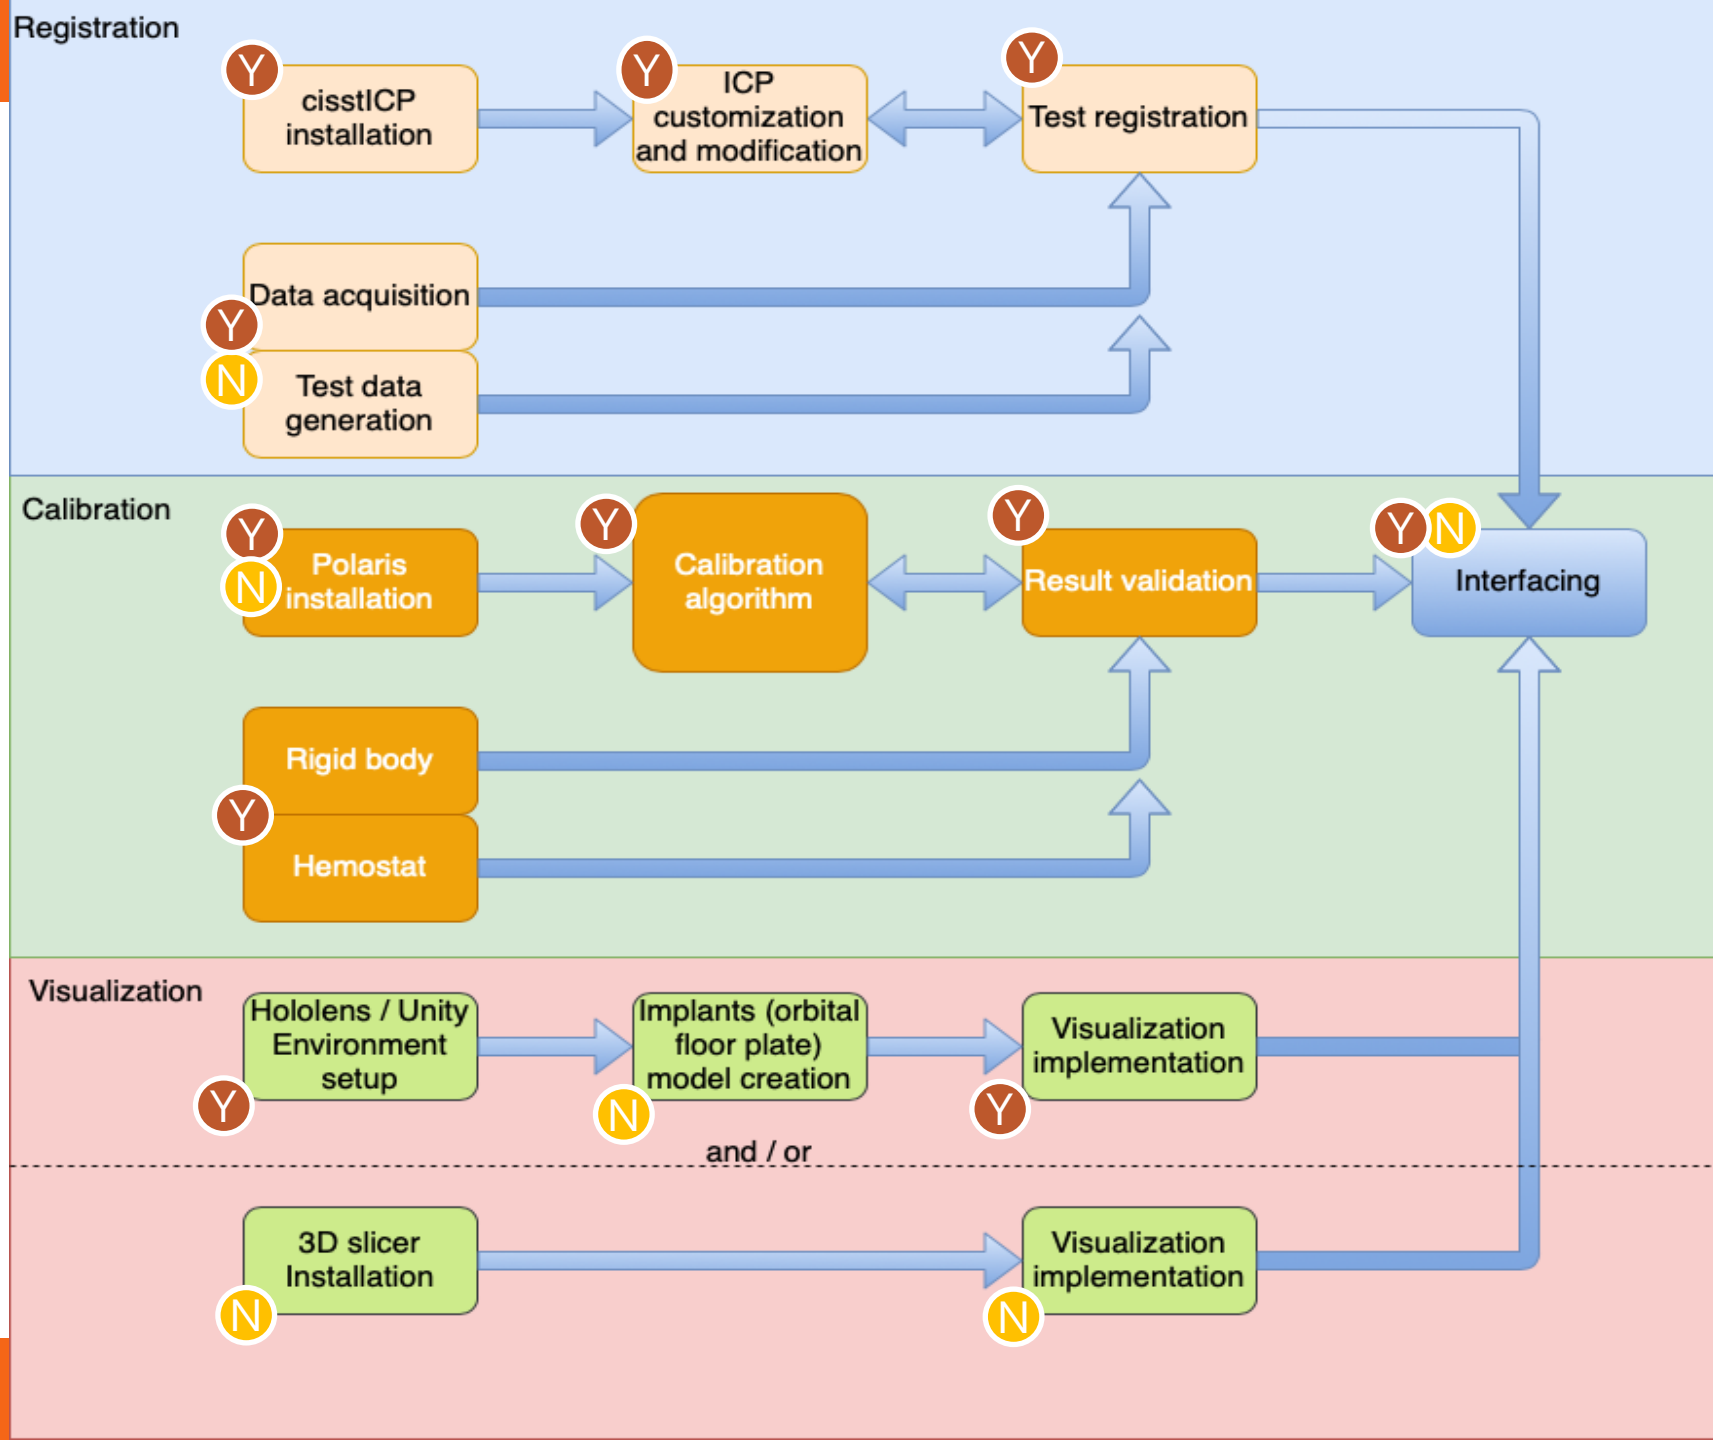 Registration
Y
cisstICP
installation
Y
ICP
customization
and modification
Y
Test registration
Data acquisition
Y
N
Test data
generation
Calibration
Y
N
Polaris
installation
Y
Calibration
algorithm
Y
Result validation
Y
N
Interfacing
Rigid body
Y
Hemostat
Visualization
Hololens / Unity
Environment
setup
Y
Implants (orbital
floor plate)
model creation
N
Visualization
implementation
Y
and / or
3D slicer
Installation
N
Visualization
implementation
N